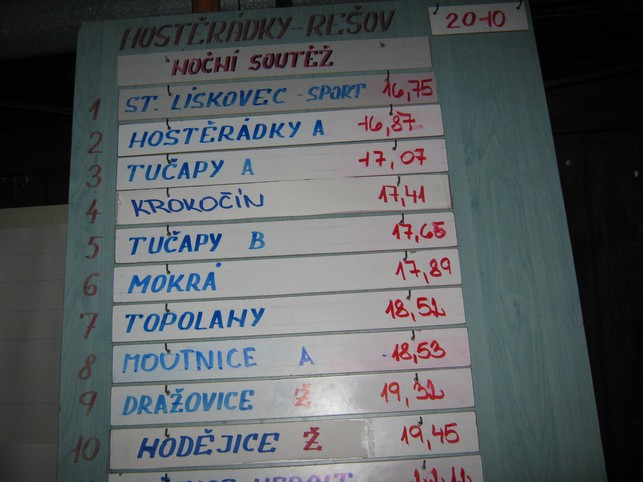 HOSTĚRÁDKY-REŠOV
20-10
NOČNÍ SOUTĚŽ
1 ST. LÍSKOVEC - SPORT 16,75
2 HOSTĚRÁDKY A 16,87
3 TUČAPY A 17,07
4 KROKOČÍN 17,41
5 TUČAPY B 17,65
6 MOKRÁ 17,89
7 TOPOLANY 18,52
8 MOUTNICE A 18,53
9 DRAŽOVICE Ž 19,32
10 HODĚJICE Ž 19,45